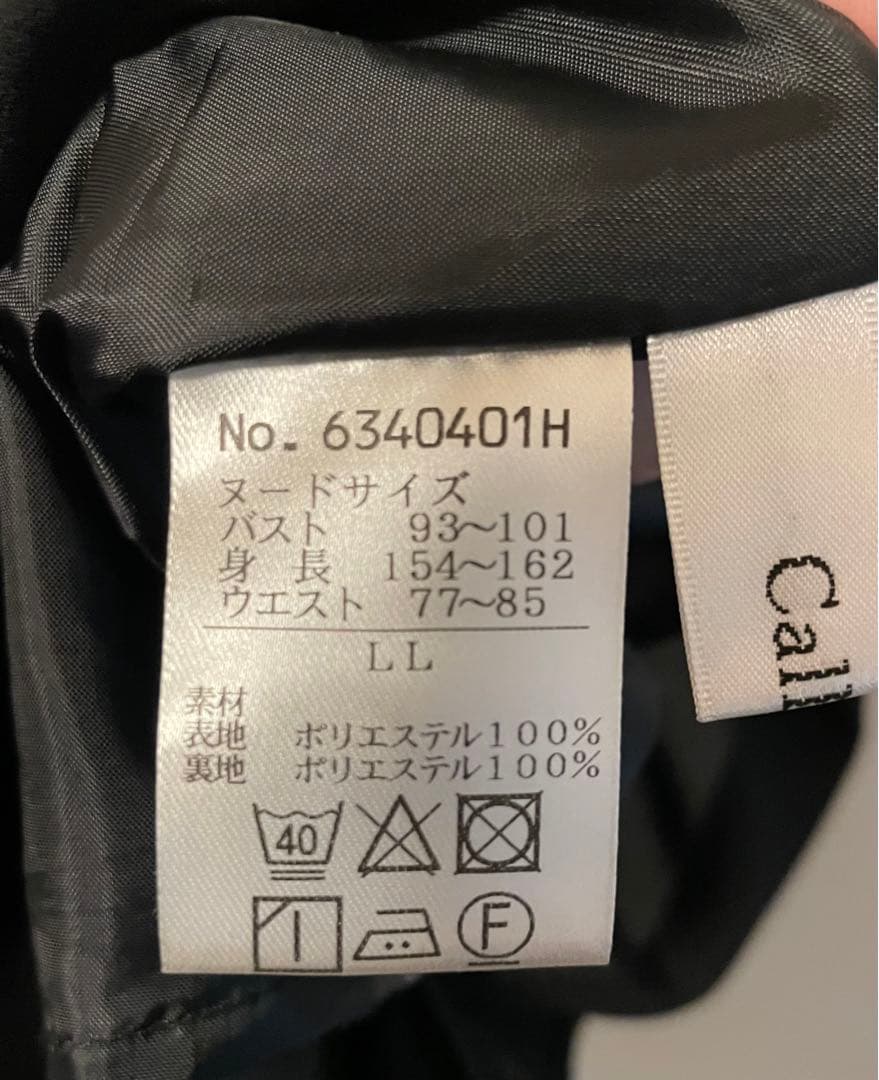 No. 6340401H
ヌードサイズ
バスト 93~101
身 長 154~162
ウエスト 77~85
LL
素材
表地 ポリエステル100%
裏地 ポリエステル100%
40
F